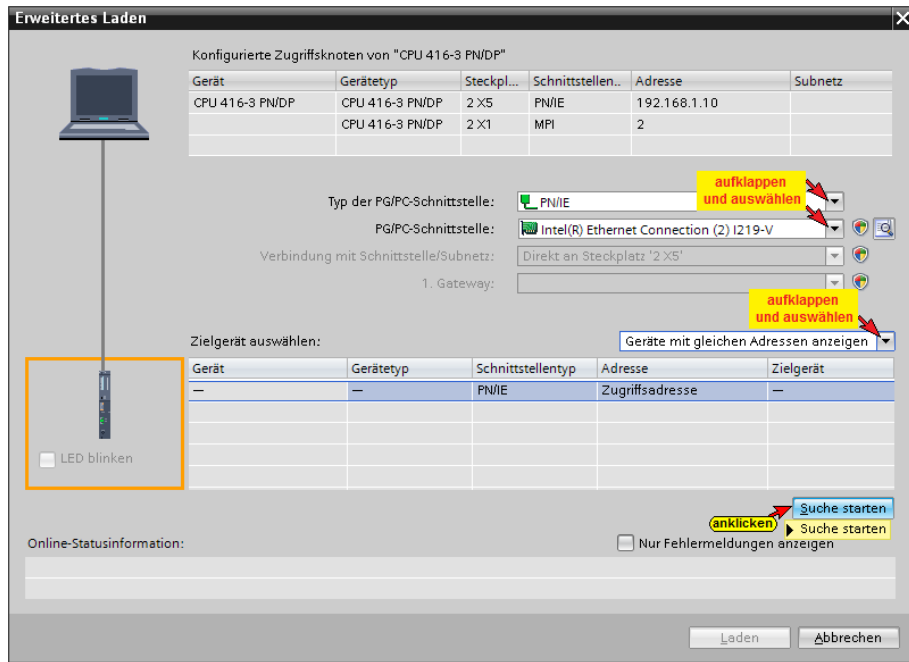 Erweitertes Laden
Konfigurierte Zugriffsknoten von "CPU 416-3 PN/DP"
Gerät Gerätetyp Steckpl... Schnittstellen... Adresse Subnetz
CPU 416-3 PN/DP CPU 416-3 PN/DP 2 X5 PN/IE 192.168.1.10
CPU 416-3 PN/DP 2 X1 MPI 2
aufklappen
und auswählen
Typ der PG/PC-Schnittstelle: PN/IE
PG/PC-Schnittstelle: Intel(R) Ethernet Connection (2) I219-V
Verbindung mit Schnittstelle/Subnetz: Direkt an Steckplatz '2 X5'
1. Gateway:
aufklappen
und auswählen
Zielgerät auswählen: Geräte mit gleichen Adressen anzeigen
Gerät Gerätetyp Schnittstellentyp Adresse Zielgerät
— — PN/IE Zugriffsadresse —
LED blinken
Suche starten
anklicken Suche starten
Online-Statusinformation: Nur Fehlermeldungen anzeigen
Laden Abbrechen